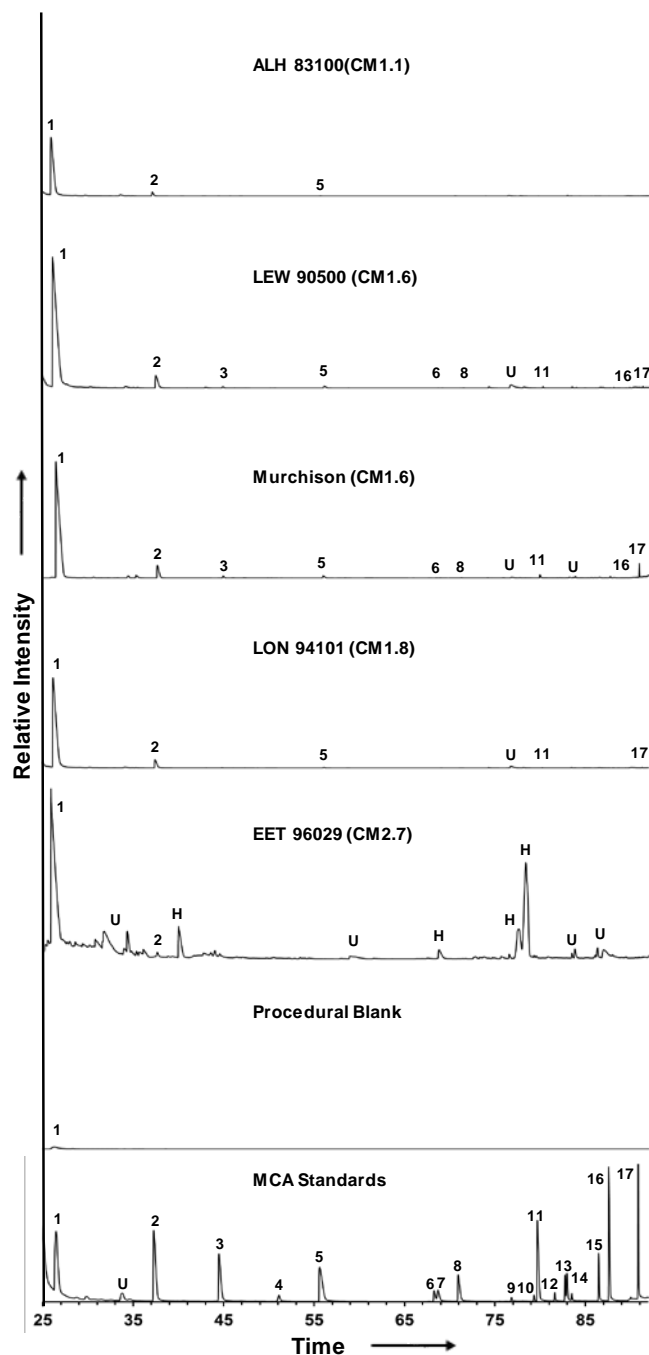 ALH 83100(CM1.1)
1
2
5
LEW 90500 (CM1.6)
1
2
3
5
6
8
U
11
16
17
Murchison (CM1.6)
1
2
3
5
6
8
U
11
U
16
17
LON 94101 (CM1.8)
1
2
5
U
11
17
EET 96029 (CM2.7)
1
U
2
H
U
H
H
H
U
U
Procedural Blank
1
MCA Standards
1
U
2
3
4
5
6
7
8
9
10
11
12
13
14
15
16
17
25
35
45
55
65
75
85
Time
Relative Intensity